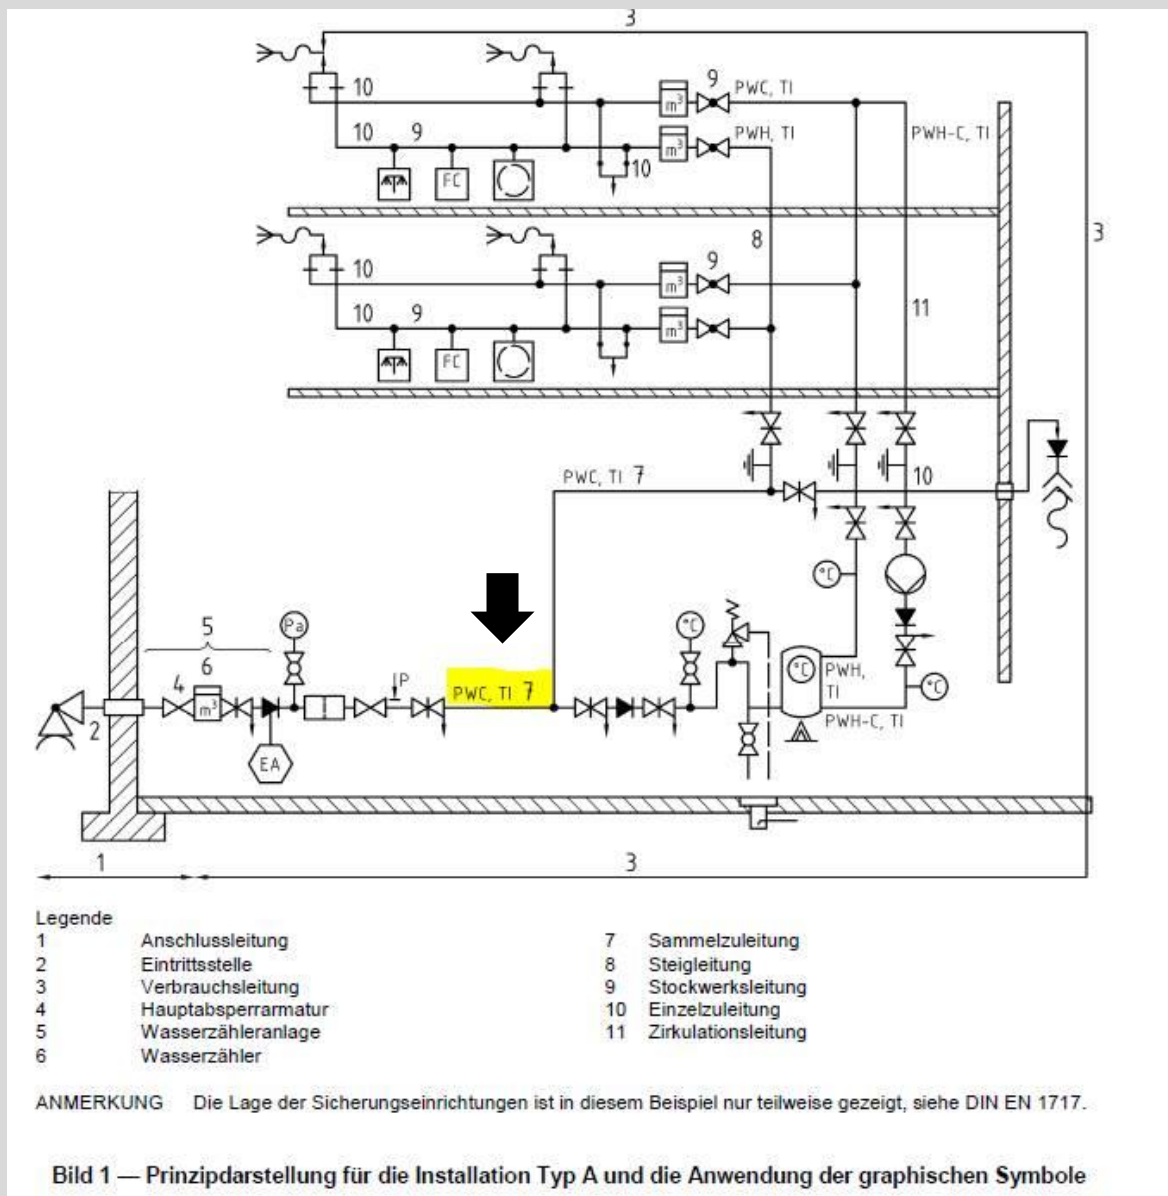 3
10
9
PWC, TI
m³
10
9
PWH, TI
PWH-C, TI
m³
10
FC
3
8
10
9
m³
10
9
11
m³
FC
PWC, TI 7
10
°C
5
Pa
°C
6
P
4
PWC, TI 7
°C
PWH,
TI
°C
m³
2
PWH-C, TI
EA
1
3
Legende
1 Anschlussleitung
2 Eintrittsstelle
3 Verbrauchsleitung
4 Hauptabsperrarmatur
5 Wasserzähleranlage
6 Wasserzähler
7 Sammelzuleitung
8 Steigleitung
9 Stockwerksleitung
10 Einzelzuleitung
11 Zirkulationsleitung
ANMERKUNG Die Lage der Sicherungseinrichtungen ist in diesem Beispiel nur teilweise gezeigt, siehe DIN EN 1717.
Bild 1 — Prinzipdarstellung für die Installation Typ A und die Anwendung der graphischen Symbole